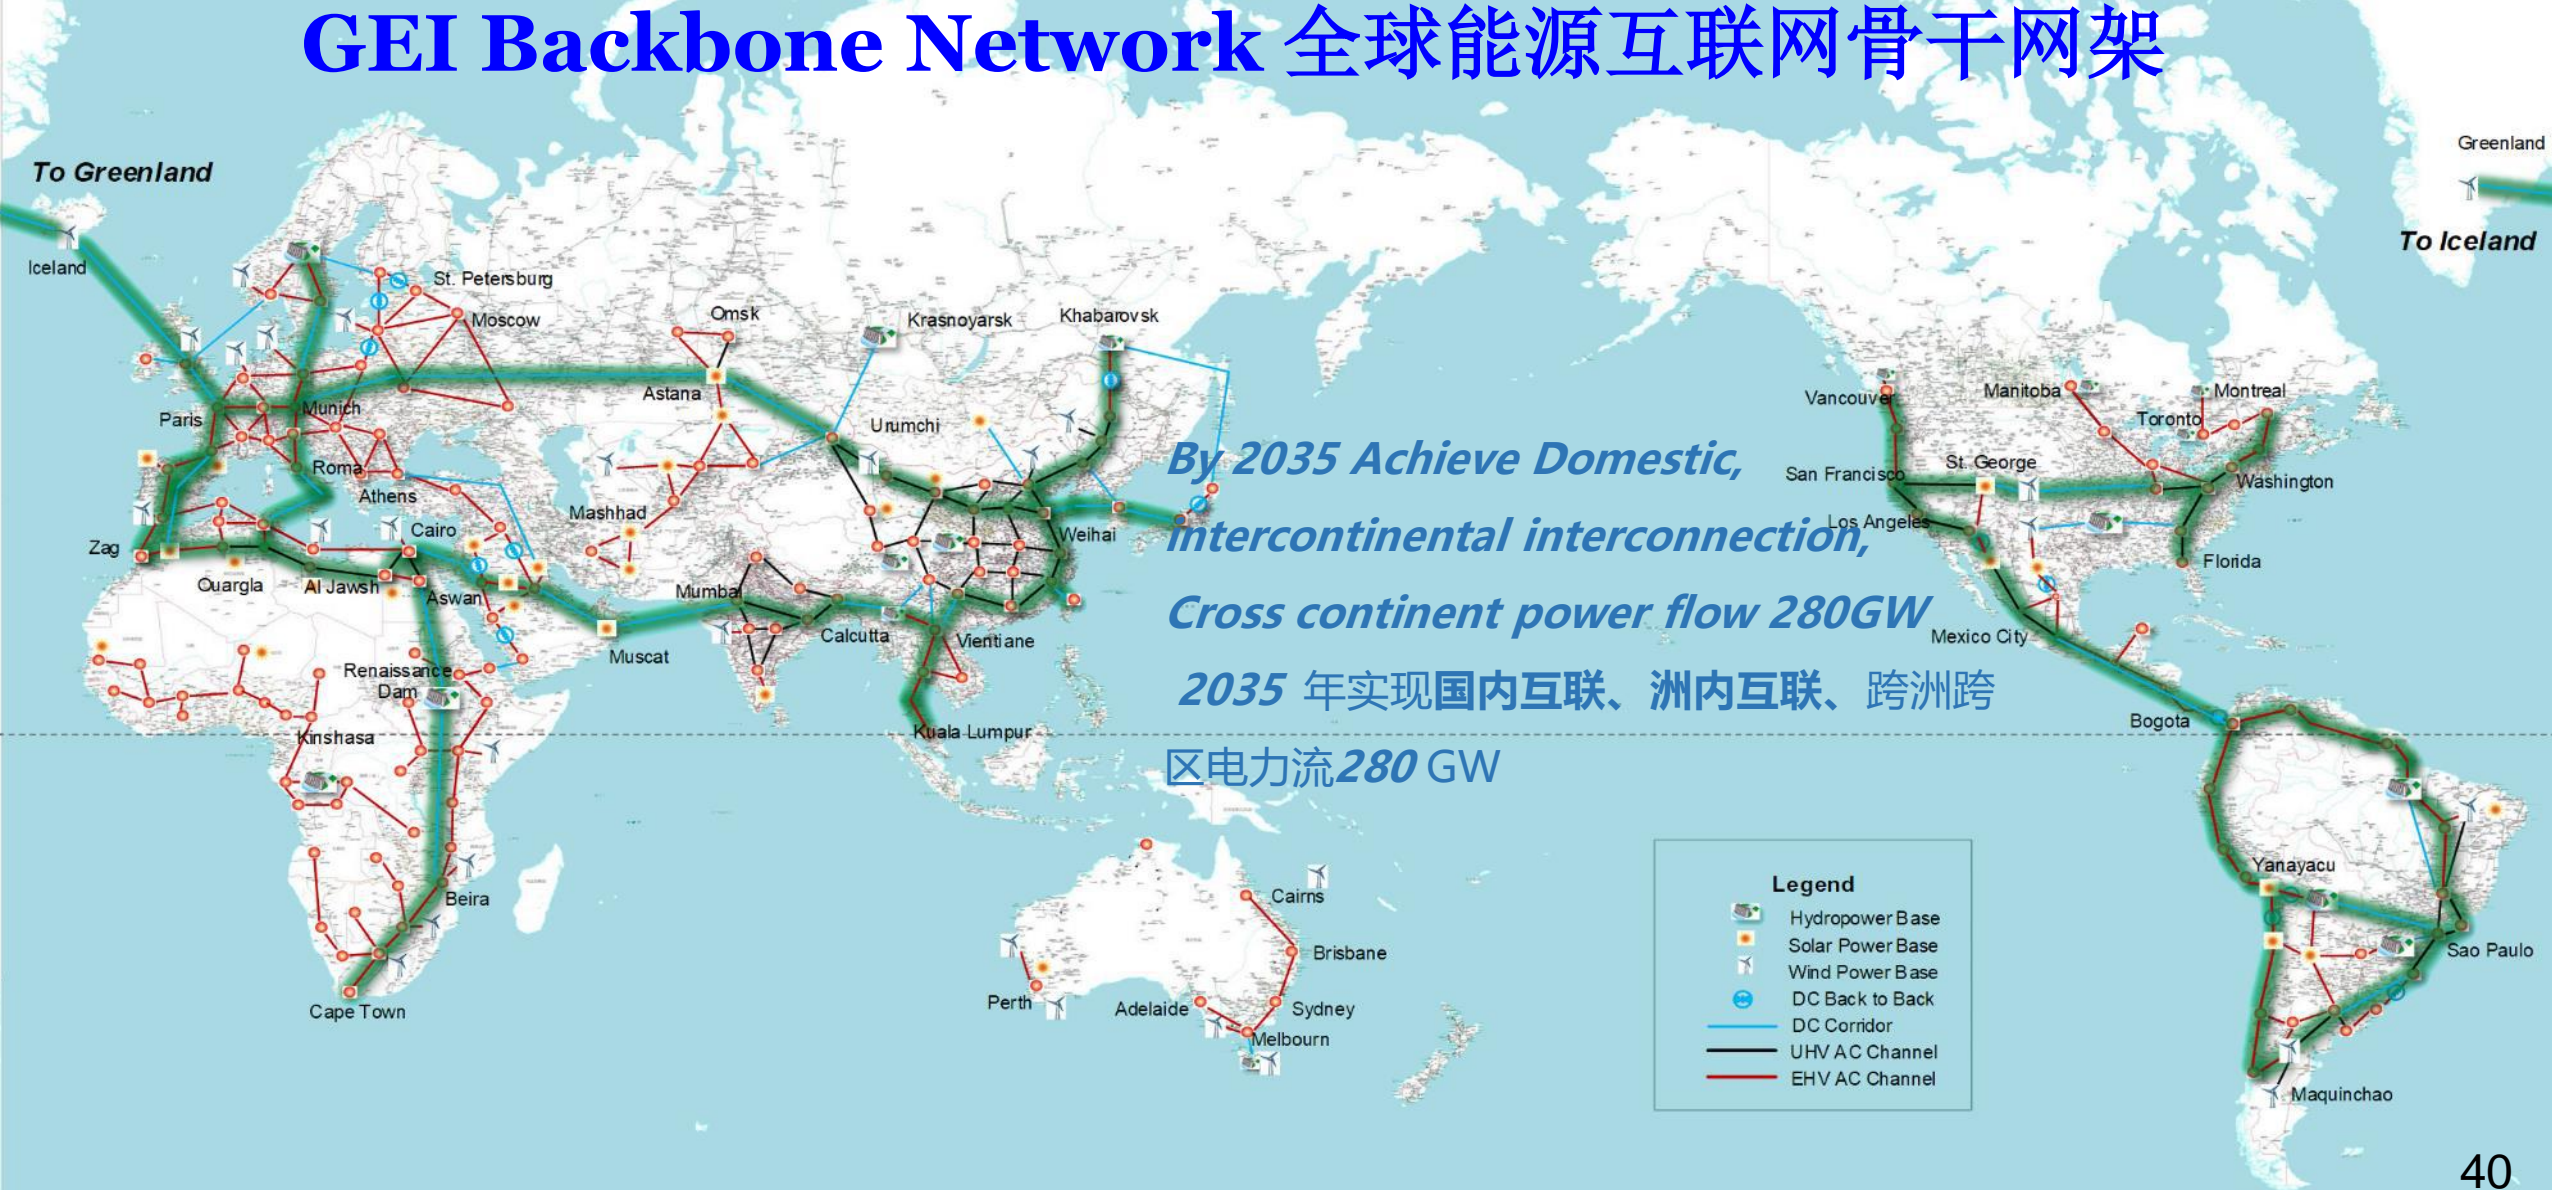 GEI Backbone Network 全球能源互联网骨干网架
To Greenland
Greenland
To Iceland
Iceland
St. Petersburg
Moscow
Omsk
Krasnoyarsk
Khabarovsk
Astana
Urumchi
Paris
Munich
Roma
Athens
Mashhad
Cairo
Zag
Ouargla
Al Jawsh
Aswan
Mumbai
Calcutta
Vientiane
Weihai
Muscat
Renaissance
Dam
Kinshasa
Kuala Lumpur
Beira
Cape Town
Vancouver
Manitoba
Montreal
Toronto
San Francisco
St. George
Washington
Los Angeles
Florida
Mexico City
Bogota
Yanayacu
Sao Paulo
Maquinchao
By 2035 Achieve Domestic,
intercontinental interconnection,
Cross continent power flow 280GW
2035 年实现国内互联、洲内互联、跨洲跨
区电力流280 GW
Cairns
Brisbane
Perth
Adelaide
Sydney
Melbourn
Legend
Hydropower Base
Solar Power Base
Wind Power Base
DC Back to Back
DC Corridor
UHV AC Channel
EHV AC Channel
40